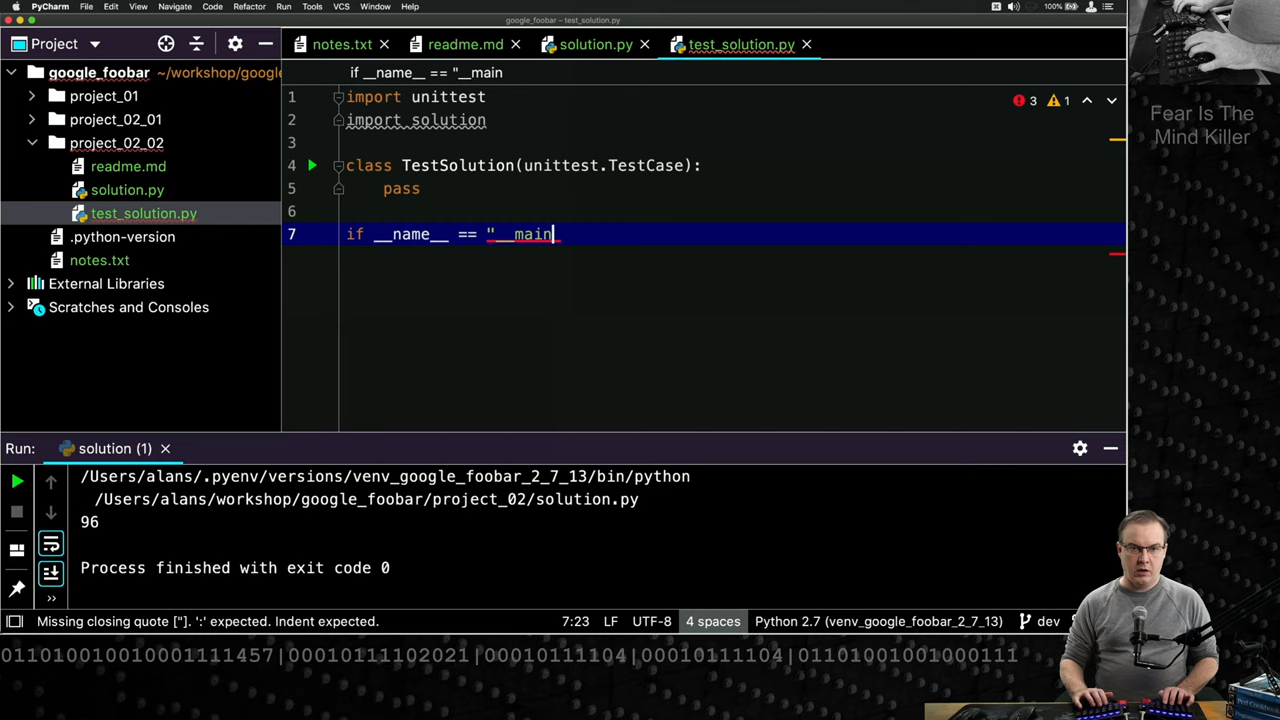 PyCharm File Edit View Navigate Code Refactor Run Tools VCS Window Help 100%
google_foobar – test_solution.py
Project
notes.txt
readme.md
solution.py
test_solution.py
google_foobar ~/workshop/google
if __name__ == "__main
project_01
project_02_01
project_02_02
readme.md
solution.py
test_solution.py
.python-version
notes.txt
External Libraries
Scratches and Consoles
1 import unittest
2 import solution
3
4 class TestSolution(unittest.TestCase):
5 pass
6
7 if __name__ == "__main
3 1
Fear Is The
Mind Killer
Run: solution (1)
/Users/alans/.pyenv/versions/venv_google_foobar_2_7_13/bin/python
/Users/alans/workshop/google_foobar/project_02/solution.py
96
Process finished with exit code 0
Missing closing quote ["]. ':' expected. Indent expected. 7:23 LF UTF-8 4 spaces Python 2.7 (venv_google_foobar_2_7_13) dev
011010010010001111457|00010111102021|00010111104|00010111104|01101001001000111